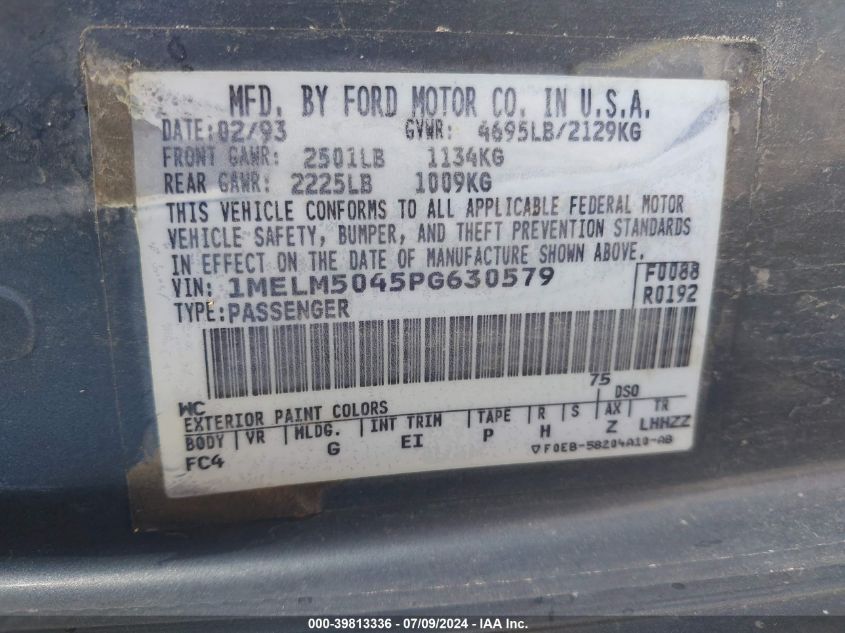 MFD. BY FORD MOTOR CO. IN U.S.A.
DATE: 02/93 GVWR: 4695LB/2129KG
FRONT GAWR: 2501LB 1134KG
REAR GAWR: 2225LB 1009KG
THIS VEHICLE CONFORMS TO ALL APPLICABLE FEDERAL MOTOR
VEHICLE SAFETY, BUMPER, AND THEFT PREVENTION STANDARDS
IN EFFECT ON THE DATE OF MANUFACTURE SHOWN ABOVE.
VIN: 1MELM5045PG630579 F0088
TYPE: PASSENGER R0192
75
WC DSO
EXTERIOR PAINT COLORS
BODY VR MLDG. INT TRIM TAPE R S AX TR
FC4 G EI P H Z LHHZZ
▽F0EB-58204A10-AB
000-39813336 - 07/09/2024 - IAA Inc.